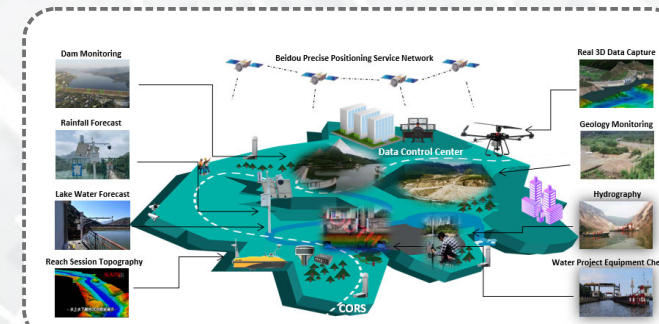 Dam Monitoring
Beidou Precise Positioning Service Network
Real 3D Data Capture
Rainfall Forecast
Geology Monitoring
Data Control Center
Lake Water Forecast
Hydrography
Reach Session Topography
Water Project Equipment Che
CORS